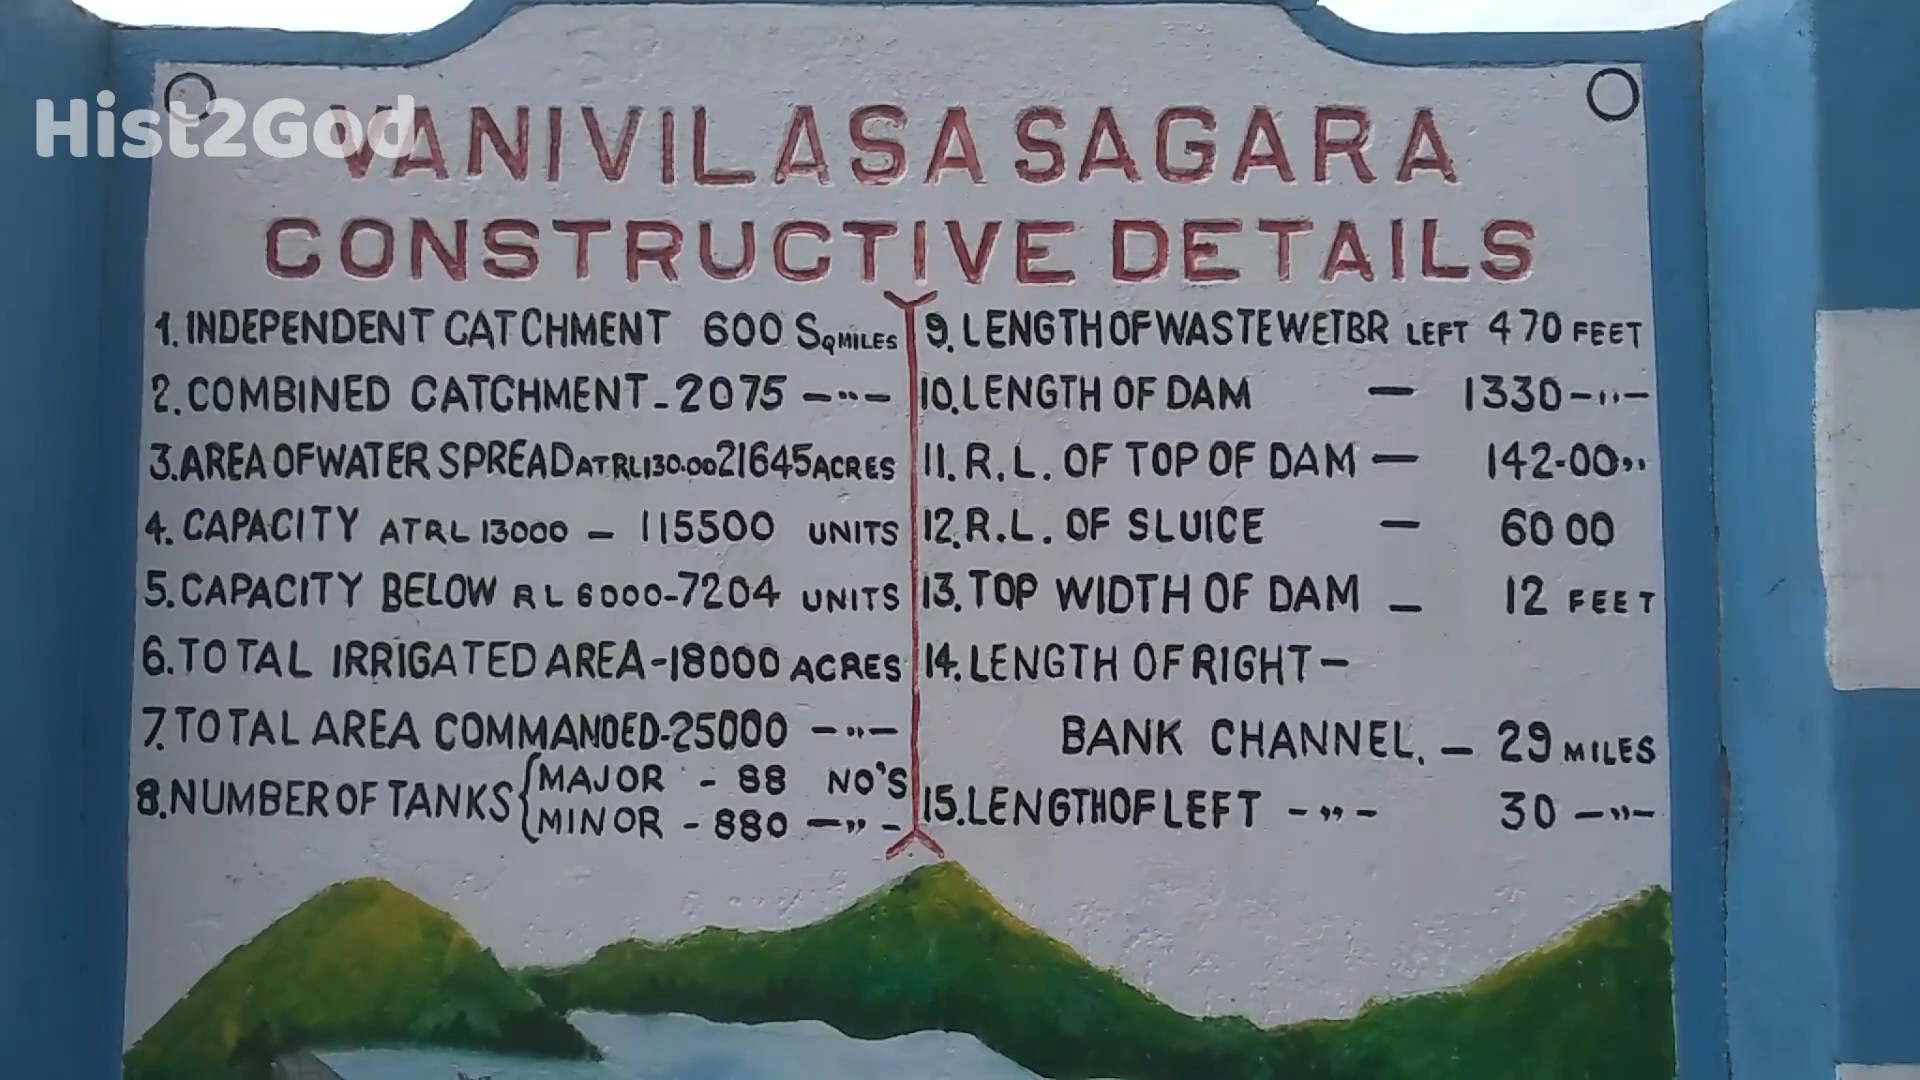 Hist2God
VANIVILASA SAGARA
CONSTRUCTIVE DETAILS
1. INDEPENDENT CATCHMENT 600 SQ MILES
2. COMBINED CATCHMENT - 2075 —"—
3. AREA OF WATER SPREAD AT RL 130.00 21645 ACRES
4. CAPACITY AT RL 13000 — 115500 UNITS
5. CAPACITY BELOW RL 6000-7204 UNITS
6. TOTAL IRRIGATED AREA - 18000 ACRES
7. TOTAL AREA COMMANDED - 25000 —"—
8. NUMBER OF TANKS { MAJOR - 88 NO'S
MINOR - 880 —"—
9. LENGTH OF WASTE WETBR LEFT 470 FEET
10. LENGTH OF DAM — 1330 —"—
11. R.L. OF TOP OF DAM — 142-00 "
12. R.L. OF SLUICE — 60 00
13. TOP WIDTH OF DAM — 12 FEET
14. LENGTH OF RIGHT —
BANK CHANNEL. — 29 MILES
15. LENGTH OF LEFT —"— 30 —"—